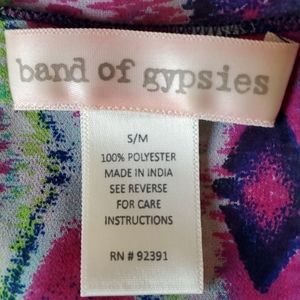 band of gypsies
S/M
100% POLYESTER
MADE IN INDIA
SEE REVERSE
FOR CARE
INSTRUCTIONS
RN # 92391